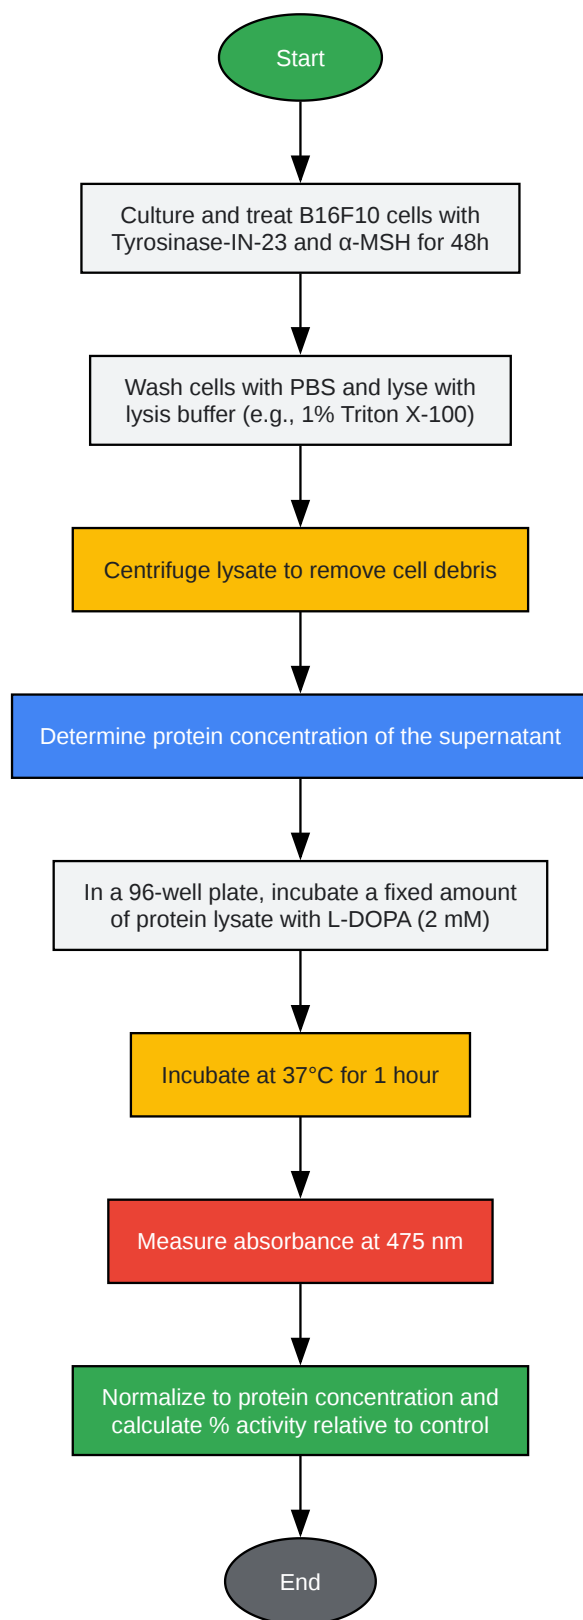 Start
Culture and treat B16F10 cells with
Tyrosinase-IN-23 and α-MSH for 48h
Wash cells with PBS and lyse with
lysis buffer (e.g., 1% Triton X-100)
Centrifuge lysate to remove cell debris
Determine protein concentration of the supernatant
In a 96-well plate, incubate a fixed amount
of protein lysate with L-DOPA (2 mM)
Incubate at 37°C for 1 hour
Measure absorbance at 475 nm
Normalize to protein concentration and
calculate % activity relative to control
End